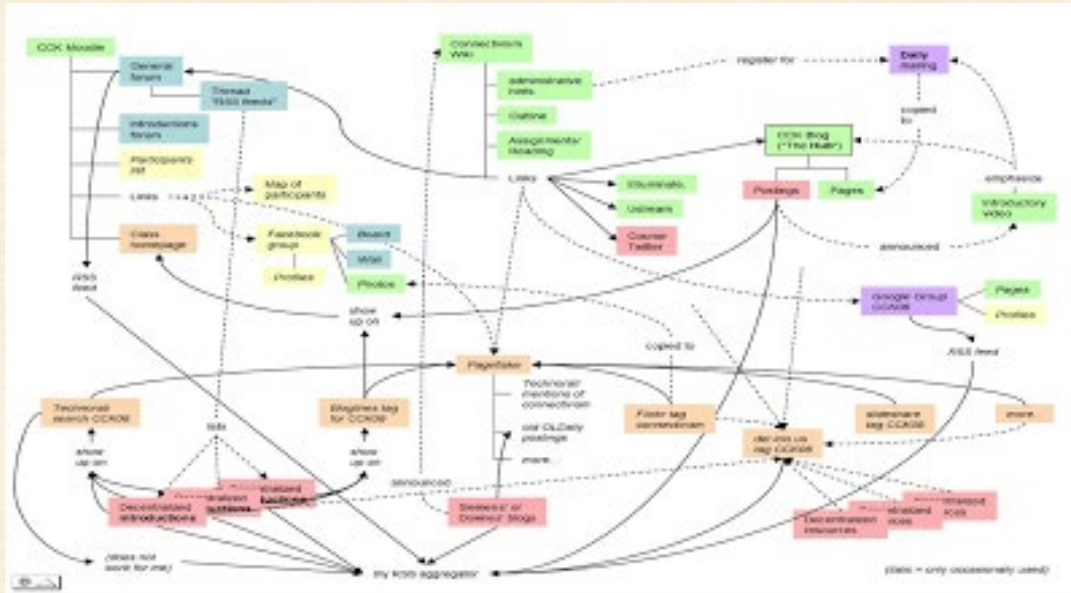 CCK Moodle
General
forum
Thread
"RSS feeds"
Introductions
forum
Participants
list
Links
Class
homepage
Map of
participants
Facebook
group
Profiles
Board
Wall
Photos
Connectivism
Wiki
administrative
hints
Outline
Assignments/
Reading
Links
Elluminate,
Ustream
Course
Twitter
register for
Daily
mailing
copied
to
CCK Blog
("The Hub")
Postings
Pages
emphasize
Introductory
video
announced
Google Group
CCK08
Pages
Profiles
RSS feed
RSS
feed
show
up on
copied to
Pageflakes
Technorati
mentions of
connectivism
old OLDaily
postings
more...
Technorati
search CCK08
show
up on
lists
Bloglines tag
for CCK08
show
up on
announced
Flickr tag
connectivism
del.icio.us
tag CCK08
slideshare
tag CCK08
more...
Decentralized
introductions
Siemens' or
Downes' blogs
Decentralized
resources
(does not
work for me)
my RSS aggregator
(italic = only occasionally used)